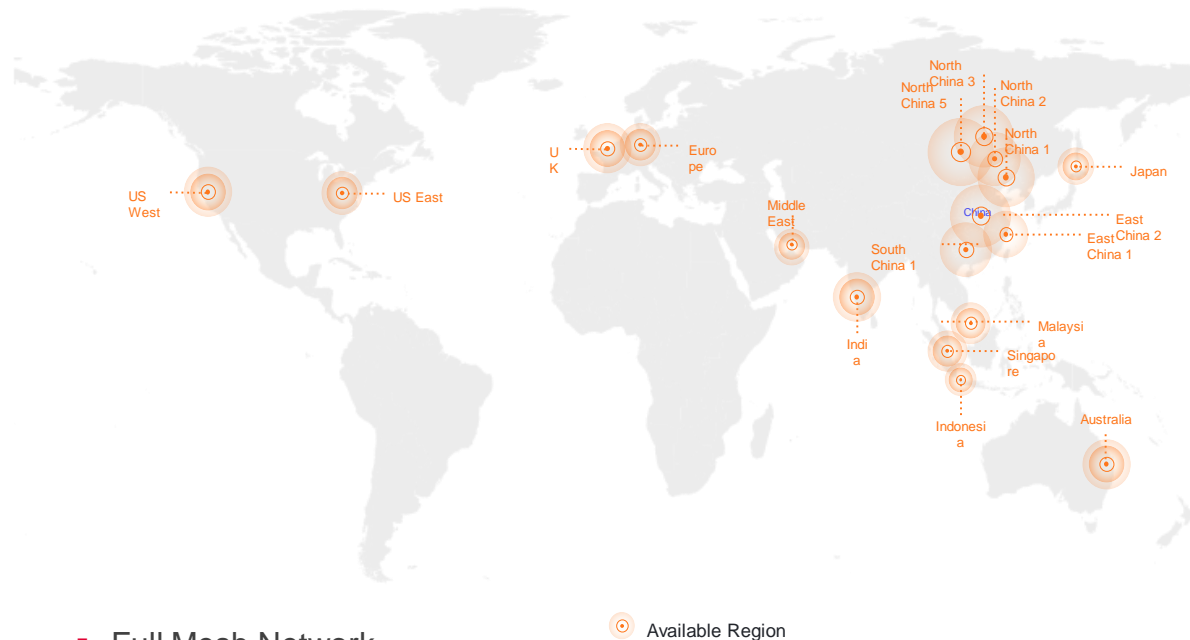 North
China 3
North
China 5
North
China 2
North
China 1
U
K
Euro
pe
Japan
US
West
US East
Middle
East
China
East
China 2
East
China 1
South
China 1
Malaysi
a
Indi
a
Singapo
re
Indonesi
a
Australia
Available Region
Full Mesh Network